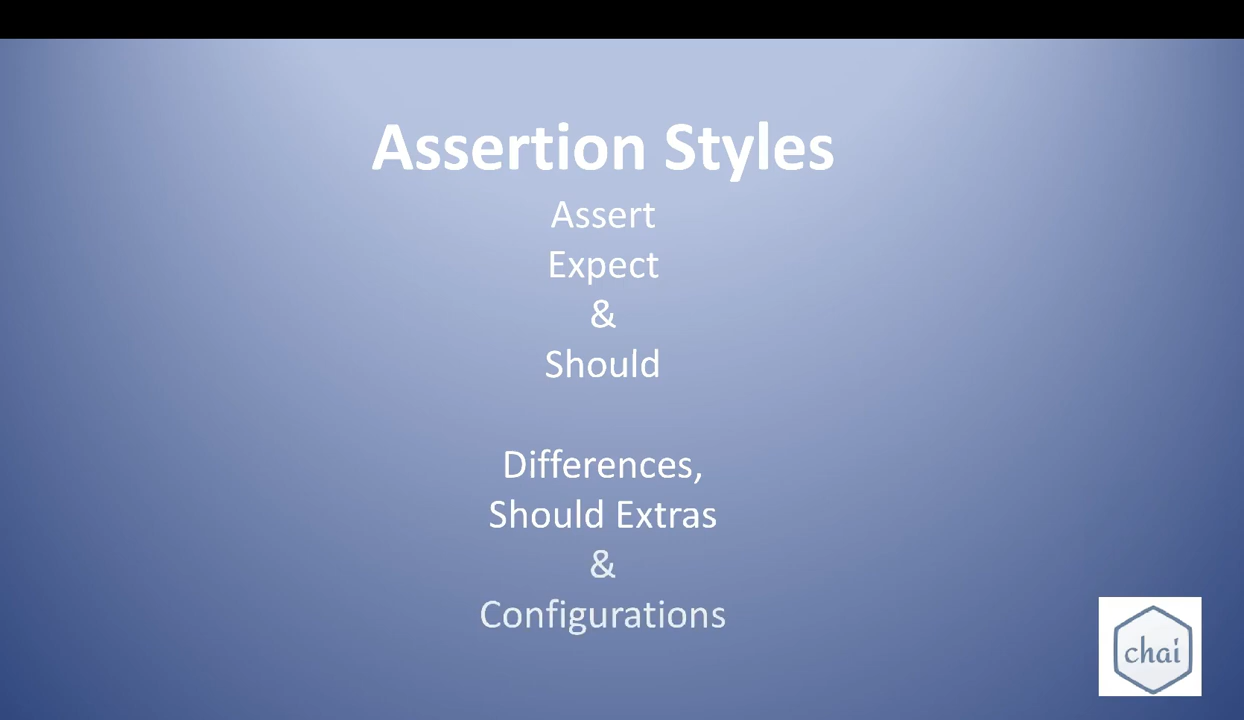 Assertion Styles
Assert
Expect
&
Should
Differences,
Should Extras
&
Configurations
chai